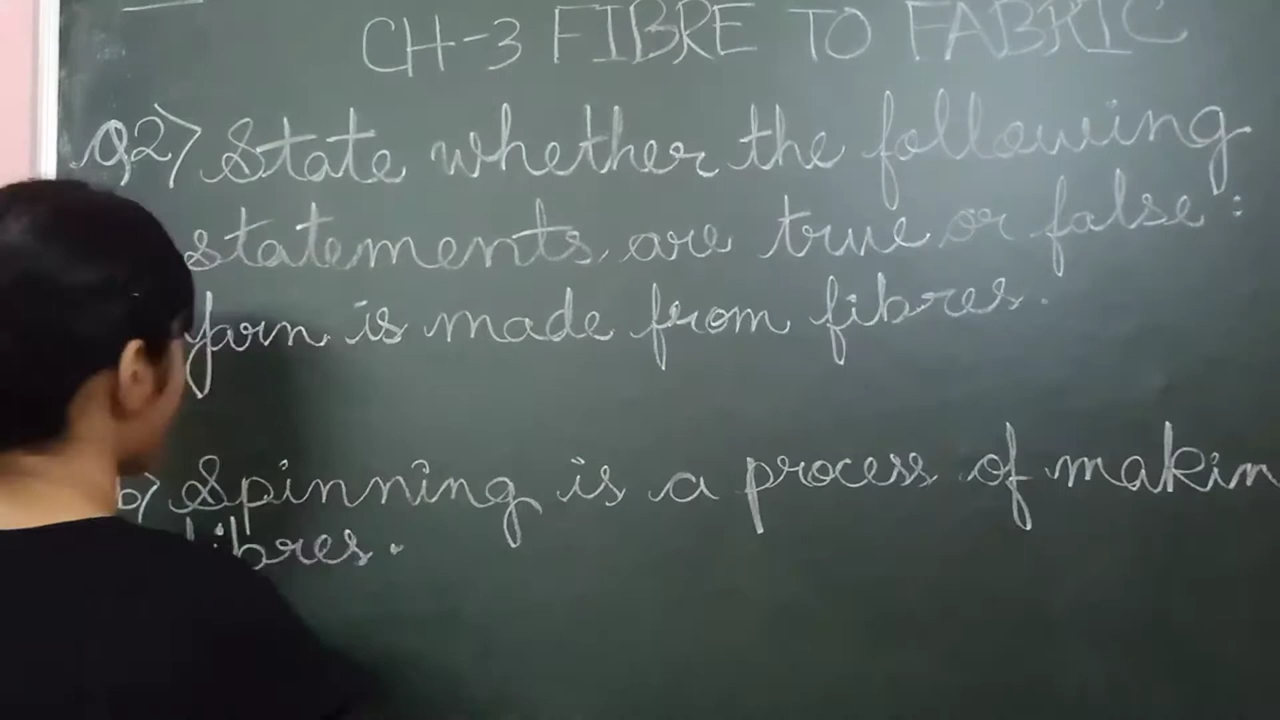 CH-3 FIBRE TO FABRIC
Q2> State whether the following
statements are true or false:
Yarn is made from fibres.
b> Spinning is a process of makin
fibres.